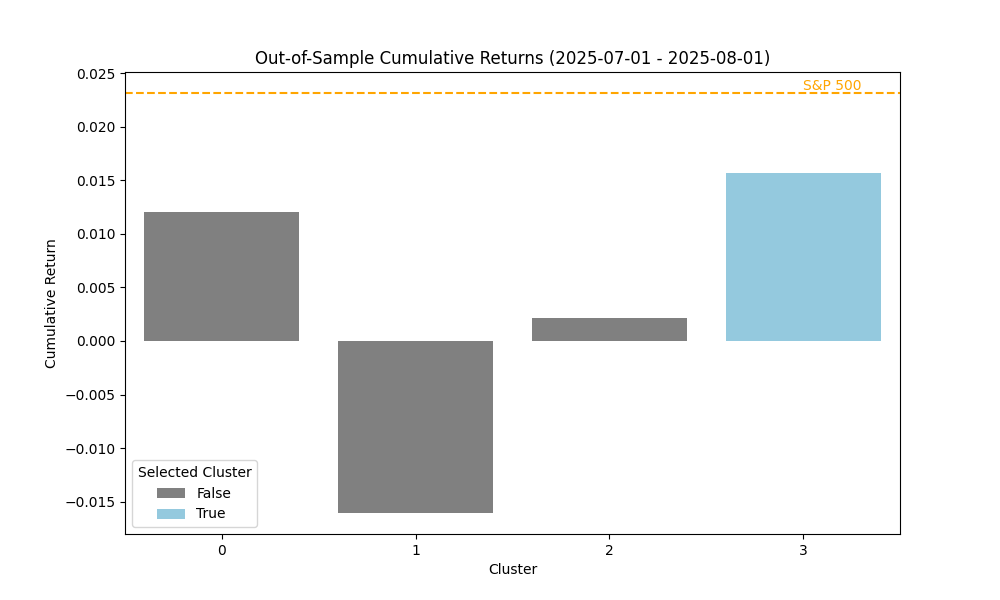 Out-of-Sample Cumulative Returns (2025-07-01 - 2025-08-01)
0.025
0.020
0.015
0.010
0.005
0.000
−0.005
−0.010
−0.015
Cumulative Return
S&P 500
Selected Cluster
False
True
0 1 2 3
Cluster